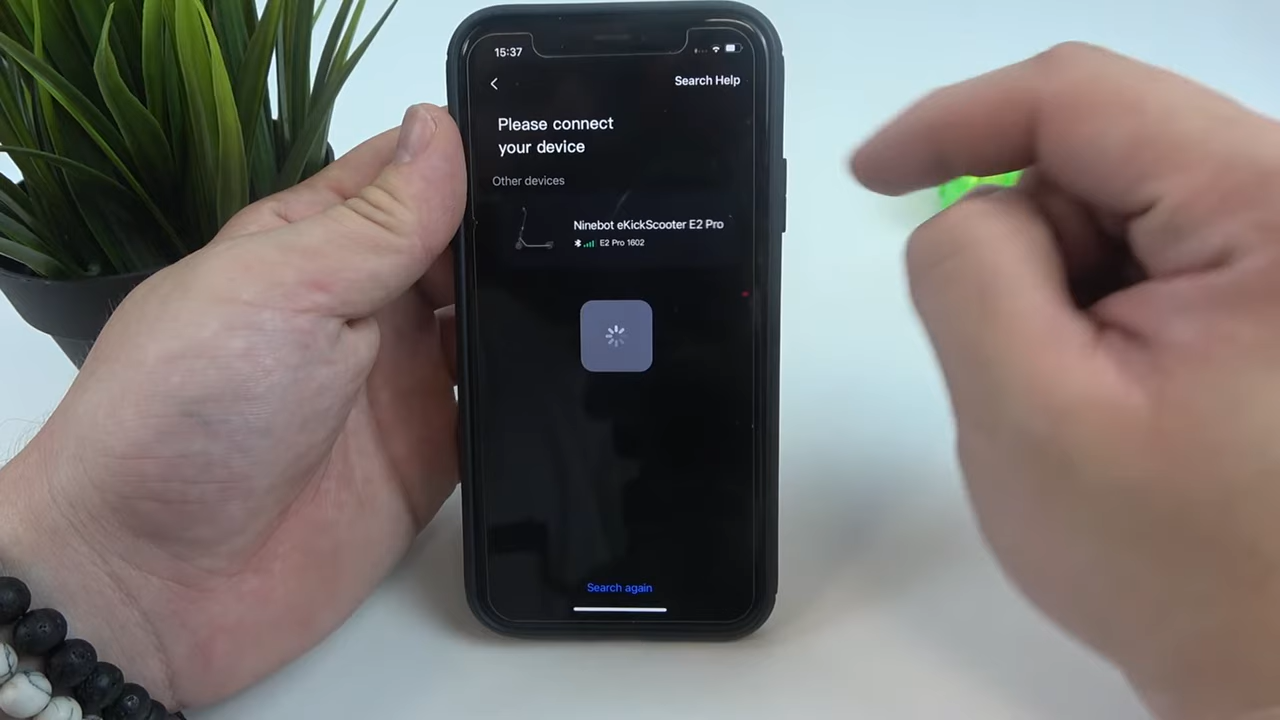 15:37
Search Help
Please connect
your device
Other devices
Ninebot eKickScooter E2 Pro
E2 Pro 1602
Search again